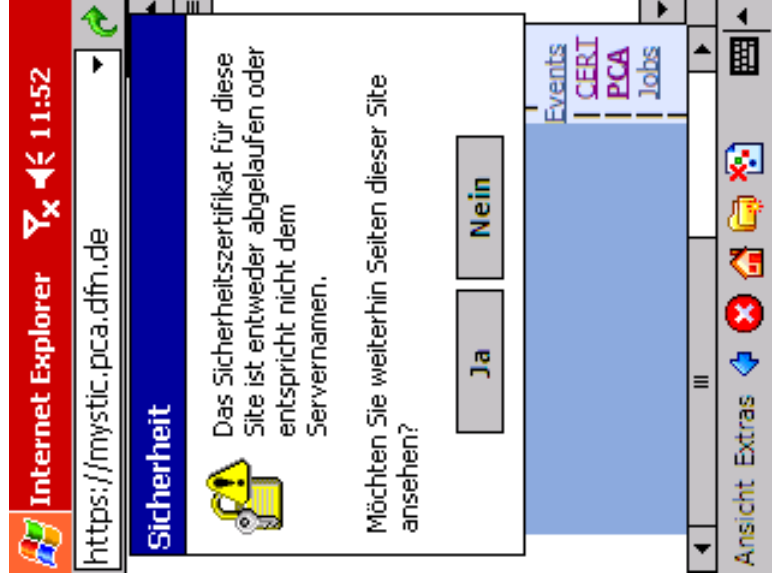 Internet Explorer 11:52
https://mystic.pca.dfn.de
Sicherheit
Das Sicherheitszertifikat für diese
Site ist entweder abgelaufen oder
entspricht nicht dem
Servernamen.
Möchten Sie weiterhin Seiten dieser Site
ansehen?
Ja Nein
Events
CERT
PCA
Jobs
Ansicht Extras